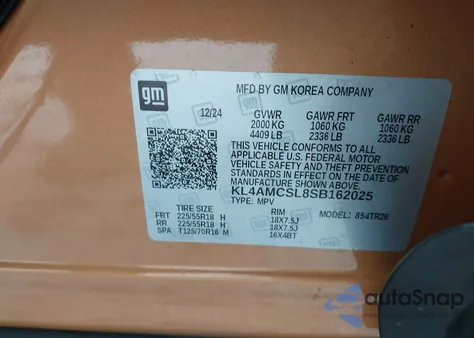 gm
MFD BY GM KOREA COMPANY
12/24 GVWR GAWR FRT GAWR RR
2000 KG 1060 KG 1060 KG
4409 LB 2336 LB 2336 LB
THIS VEHICLE CONFORMS TO ALL
APPLICABLE U.S. FEDERAL MOTOR
VEHICLE SAFETY AND THEFT PREVENTION
STANDARDS IN EFFECT ON THE DATE OF
MANUFACTURE SHOWN ABOVE.
KL4AMCSL8SB162025
TYPE: MPV MODEL: 854TR26
TIRE SIZE RIM
FRT 225/55R18 H 18X7.5J
RR 225/55R18 H 18X7.5J
SPA T125/70R16 M 16X4BT
autoSnap